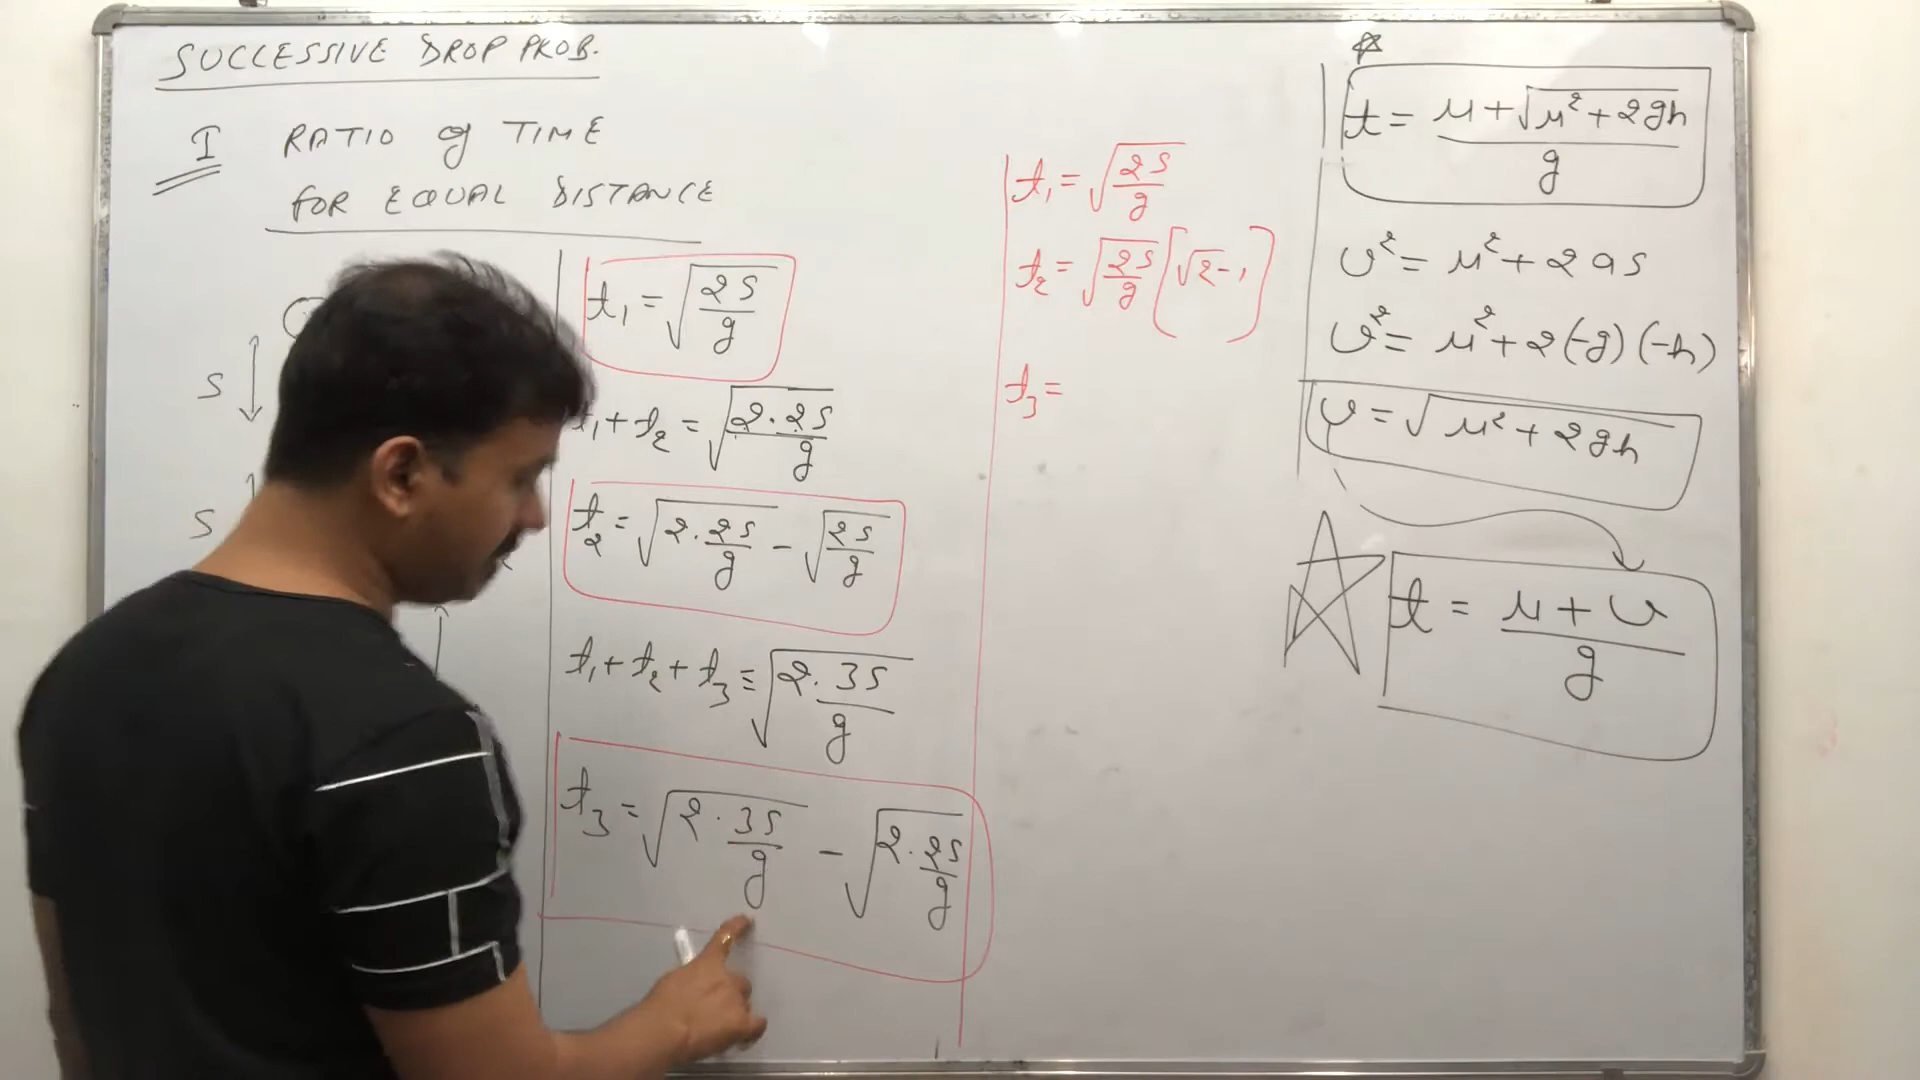 SUCCESSIVE DROP PROB.
I RATIO of TIME
FOR EQUAL DISTANCE
S
S
t₁ = √(2S/g)
t₁ + t₂ = √(2·2S/g)
t₂ = √(2·2S/g) - √(2S/g)
t₁ + t₂ + t₃ = √(2·3S/g)
t₃ = √(2·3S/g) - √(2·2S/g)
t₁ = √(2S/g)
t₂ = √(2S/g) [√2-1]
t₃ =
t = (u + √(u² + 2gh))/g
v² = u² + 2as
v² = u² + 2(-g)(-h)
v = √(u² + 2gh)
t = (u + v)/g